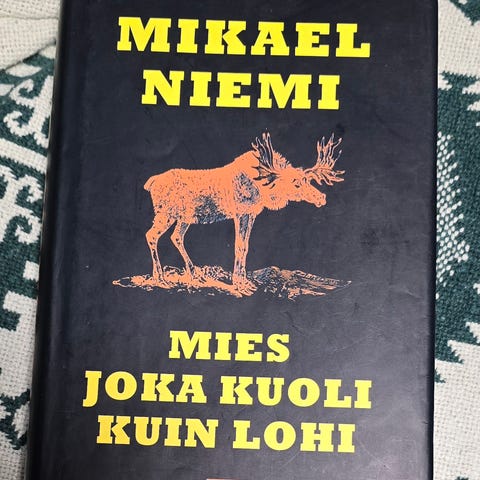 MIKAEL
NIEMI
MIES
JOKA KUOLI
KUIN LOHI